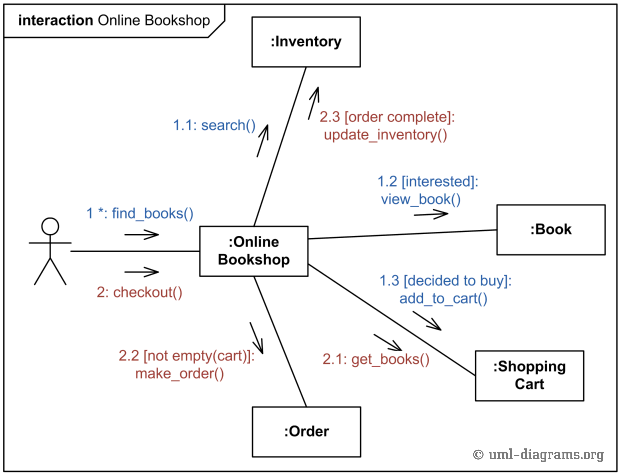 interaction Online Bookshop
:Inventory
1.1: search()
2.3 [order complete]:
update_inventory()
1.2 [interested]:
view_book()
1 *: find_books()
:Online
Bookshop
:Book
2: checkout()
1.3 [decided to buy]:
add_to_cart()
2.2 [not empty(cart)]:
make_order()
2.1: get_books()
:Shopping
Cart
:Order
© uml-diagrams.org